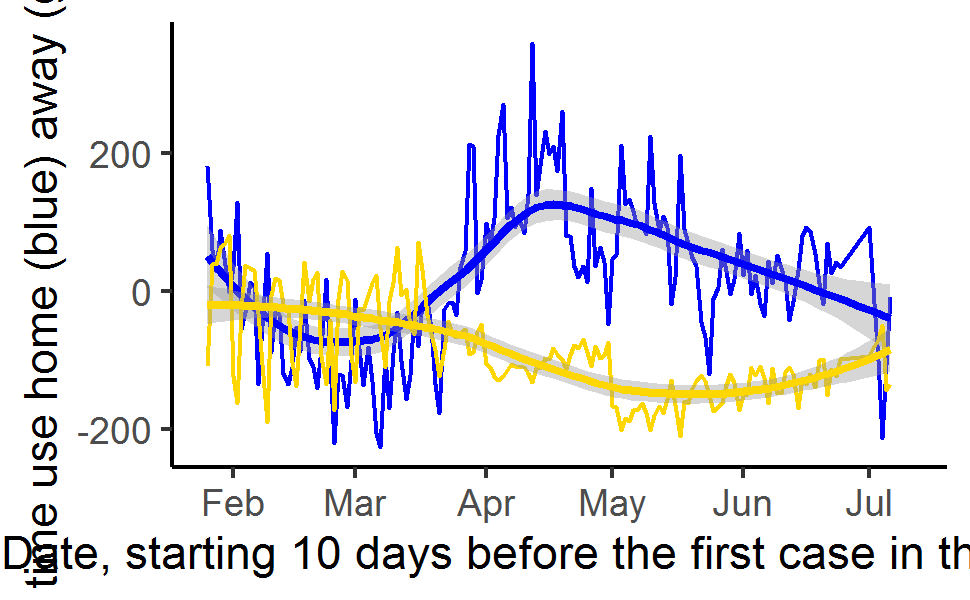 time use home (blue) away (
200
0
-200
Feb Mar Apr May Jun Jul
Date, starting 10 days before the first case in th